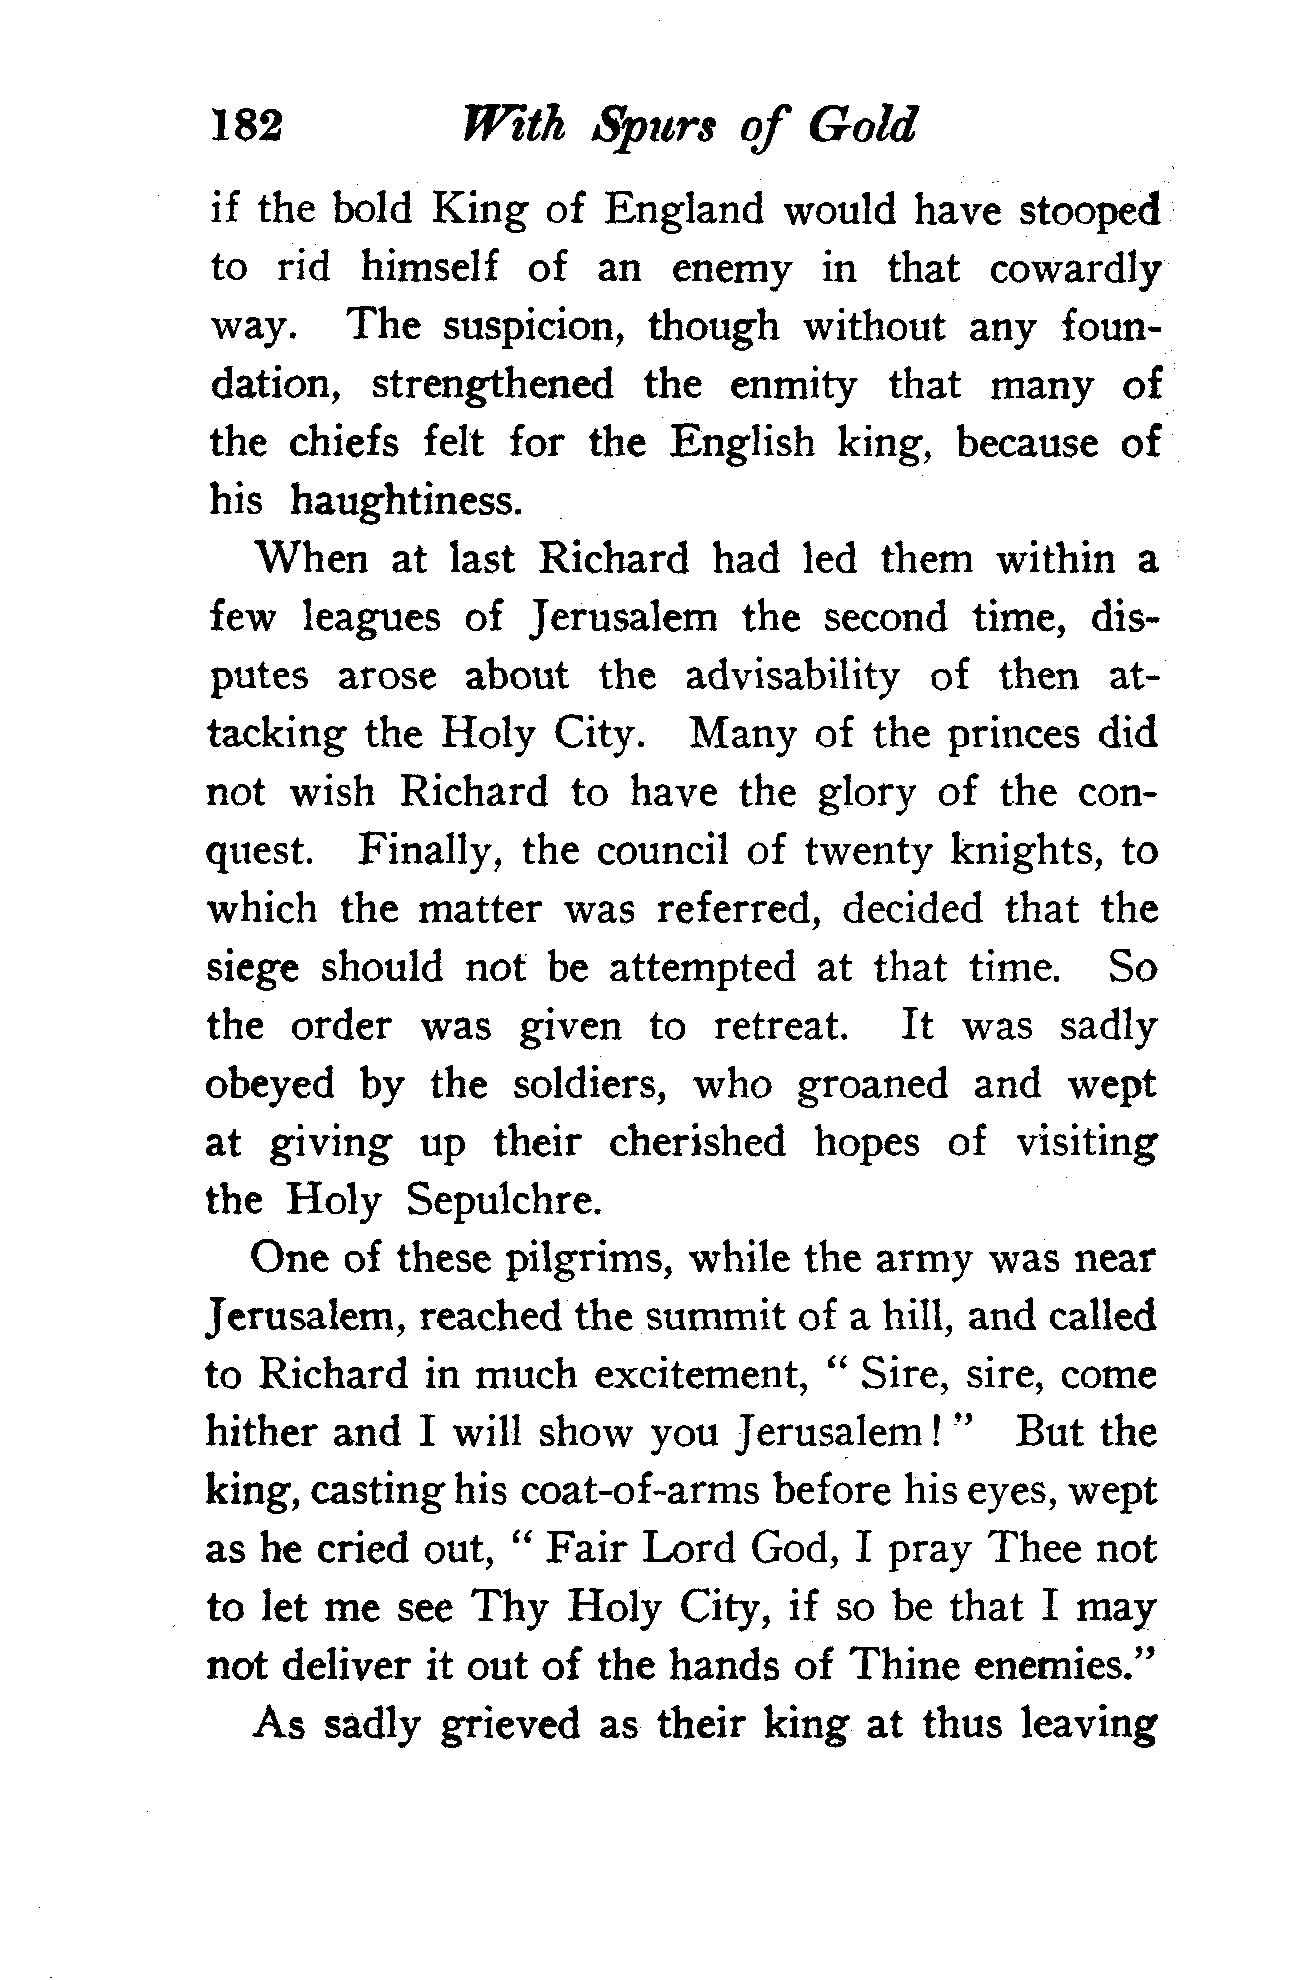 182 With Spurs of Gold
if the bold King of England would have stooped
to rid himself of an enemy in that cowardly
way. The suspicion, though without any foun-
dation, strengthened the enmity that many of
the chiefs felt for the English king, because of
his haughtiness.
When at last Richard had led them within a
few leagues of Jerusalem the second time, dis-
putes arose about the advisability of then at-
tacking the Holy City. Many of the princes did
not wish Richard to have the glory of the con-
quest. Finally, the council of twenty knights, to
which the matter was referred, decided that the
siege should not be attempted at that time. So
the order was given to retreat. It was sadly
obeyed by the soldiers, who groaned and wept
at giving up their cherished hopes of visiting
the Holy Sepulchre.
One of these pilgrims, while the army was near
Jerusalem, reached the summit of a hill, and called
to Richard in much excitement, “ Sire, sire, come
hither and I will show you Jerusalem ! ” But the
king, casting his coat-of-arms before his eyes, wept
as he cried out, “ Fair Lord God, I pray Thee not
to let me see Thy Holy City, if so be that I may
not deliver it out of the hands of Thine enemies.”
As sadly grieved as their king at thus leaving